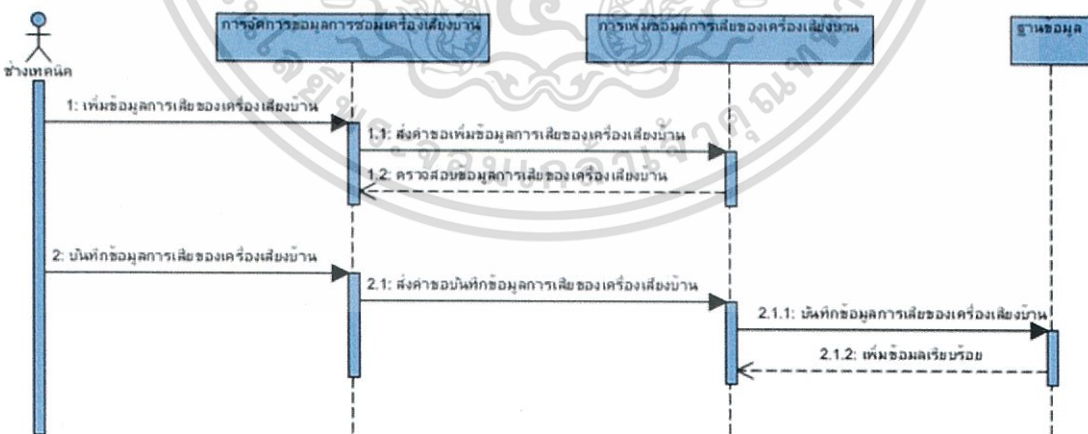 การจัดการข้อมูลการซ่อมเครื่องเสียงบ้าน
การเพิ่มข้อมูลการเสียของเครื่องเสียงบ้าน
ฐานข้อมูล
ช่างเทคนิค
1: เพิ่มข้อมูลการเสียของเครื่องเสียงบ้าน
1.1: ส่งคำขอเพิ่มข้อมูลการเสียของเครื่องเสียงบ้าน
1.2: ตรวจสอบข้อมูลการเสียของเครื่องเสียงบ้าน
2: บันทึกข้อมูลการเสียของเครื่องเสียงบ้าน
2.1: ส่งคำขอบันทึกข้อมูลการเสียของเครื่องเสียงบ้าน
2.1.1: บันทึกข้อมูลการเสียของเครื่องเสียงบ้าน
2.1.2: เพิ่มข้อมูลเรียบร้อย